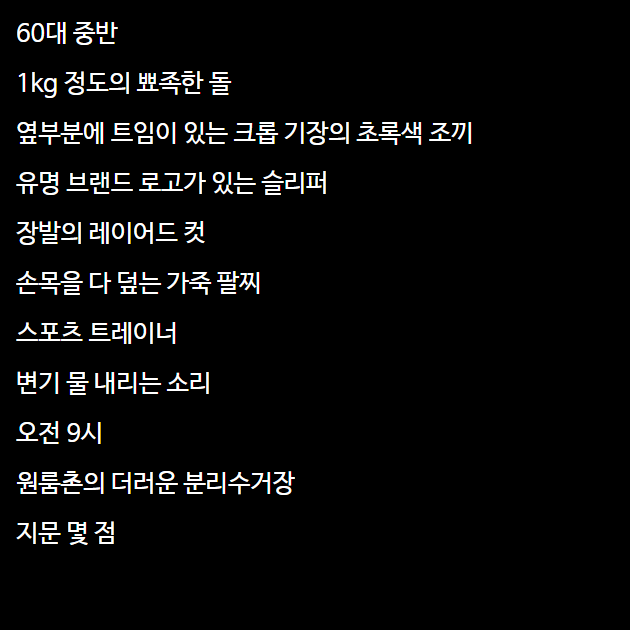 60대 중반
1kg 정도의 뾰족한 돌
옆부분에 트임이 있는 크롭 기장의 초록색 조끼
유명 브랜드 로고가 있는 슬리퍼
장발의 레이어드 컷
손목을 다 덮는 가죽 팔찌
스포츠 트레이너
변기 물 내리는 소리
오전 9시
원룸촌의 더러운 분리수거장
지문 몇 점